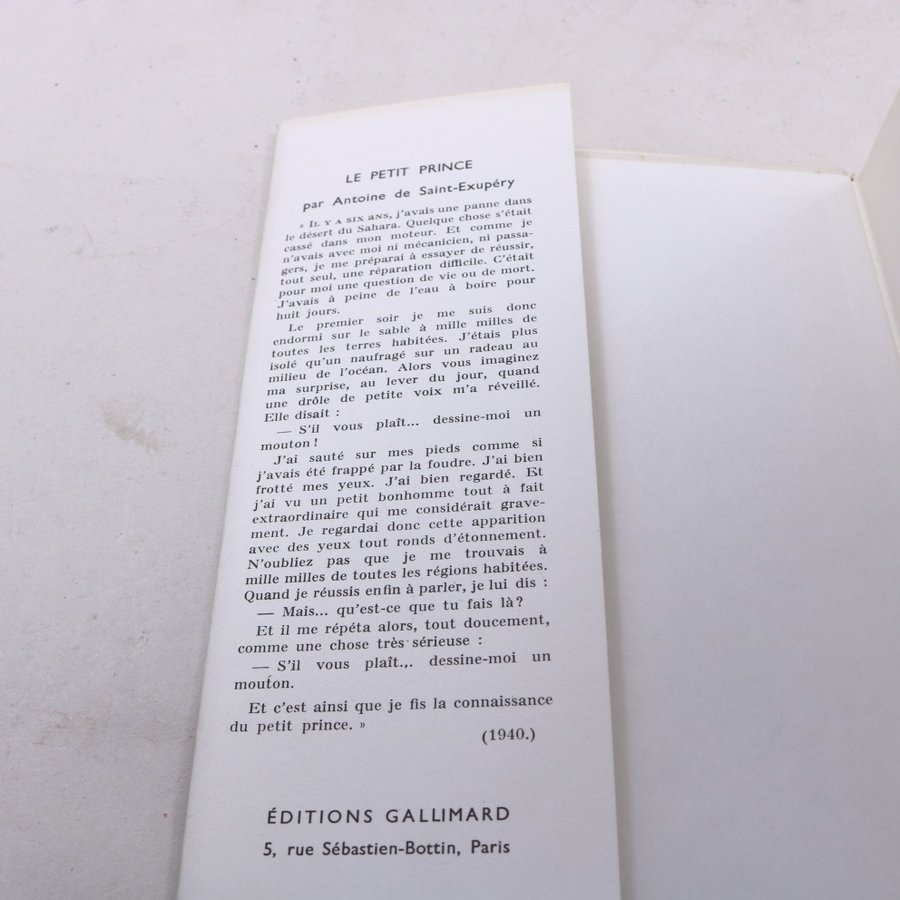 LE PETIT PRINCE
par Antoine de Saint-Exupéry
« IL Y A SIX ANS, j'avais une panne dans
le désert du Sahara. Quelque chose s'était
cassé dans mon moteur. Et comme je
n'avais avec moi ni mécanicien, ni passa-
gers, je me préparai à essayer de réussir,
tout seul, une réparation difficile. C'était
pour moi une question de vie ou de mort.
J'avais à peine de l'eau à boire pour
huit jours.
Le premier soir je me suis donc
endormi sur le sable à mille milles de
toutes les terres habitées. J'étais plus
isolé qu'un naufragé sur un radeau au
milieu de l'océan. Alors vous imaginez
ma surprise, au lever du jour, quand
une drôle de petite voix m'a réveillé.
Elle disait :
— S'il vous plaît... dessine-moi un
mouton !
J'ai sauté sur mes pieds comme si
j'avais été frappé par la foudre. J'ai bien
frotté mes yeux. J'ai bien regardé. Et
j'ai vu un petit bonhomme tout à fait
extraordinaire qui me considérait grave-
ment. Je regardai donc cette apparition
avec des yeux tout ronds d'étonnement.
N'oubliez pas que je me trouvais à
mille milles de toutes les régions habitées.
Quand je réussis enfin à parler, je lui dis :
— Mais... qu'est-ce que tu fais là ?
Et il me répéta alors, tout doucement,
comme une chose très sérieuse :
— S'il vous plaît... dessine-moi un
mouton.
Et c'est ainsi que je fis la connaissance
du petit prince. »
(1940.)
ÉDITIONS GALLIMARD
5, rue Sébastien-Bottin, Paris